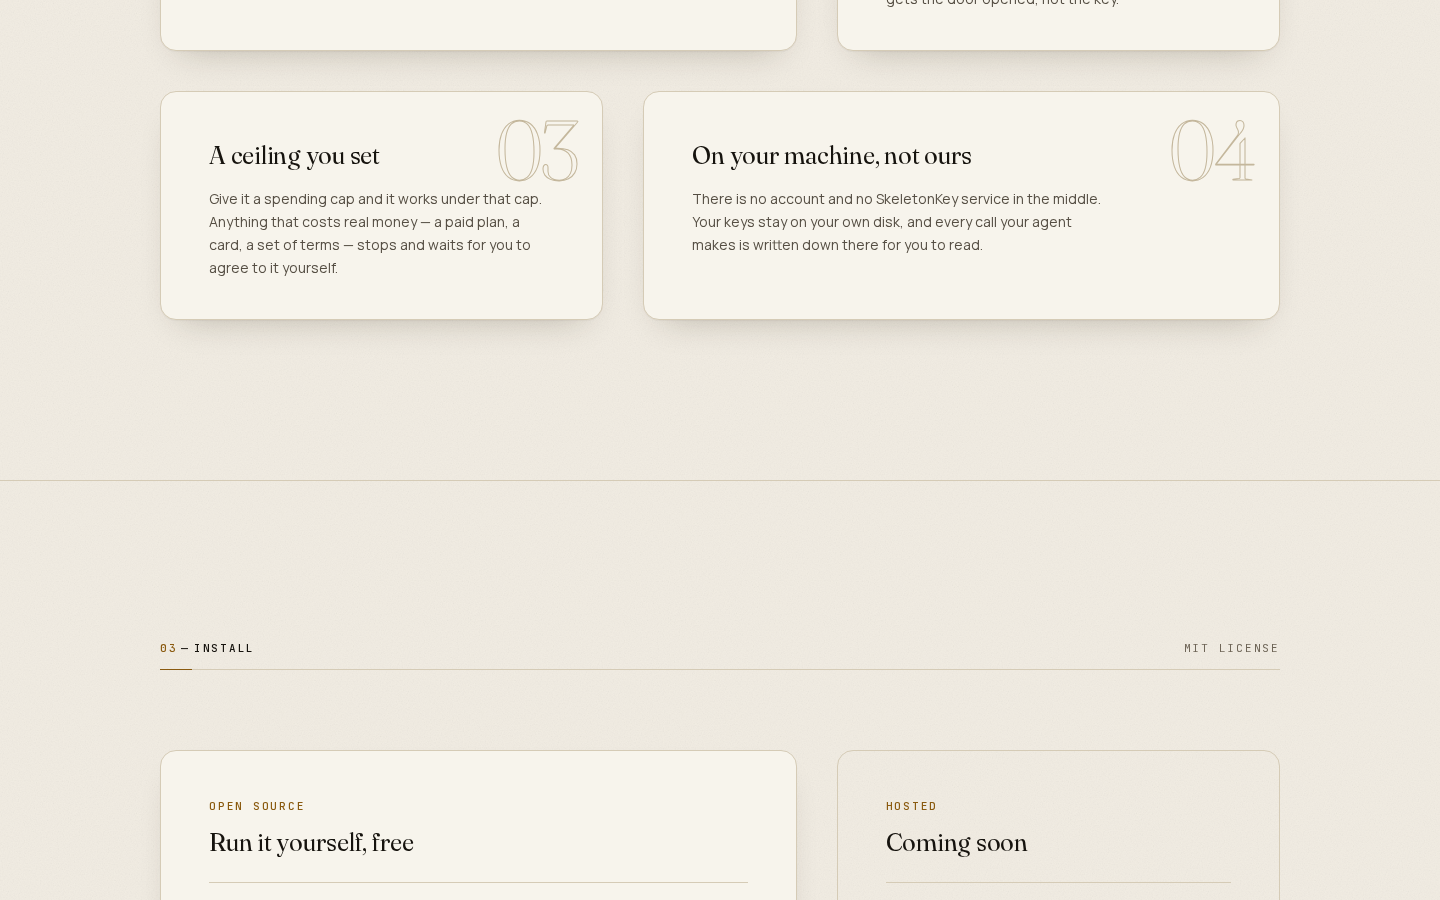 gets the door opened, not the key.
03
A ceiling you set
Give it a spending cap and it works under that cap.
Anything that costs real money — a paid plan, a
card, a set of terms — stops and waits for you to
agree to it yourself.
04
On your machine, not ours
There is no account and no SkeletonKey service in the middle.
Your keys stay on your own disk, and every call your agent
makes is written down there for you to read.
03 — INSTALL
MIT LICENSE
OPEN SOURCE
Run it yourself, free
HOSTED
Coming soon